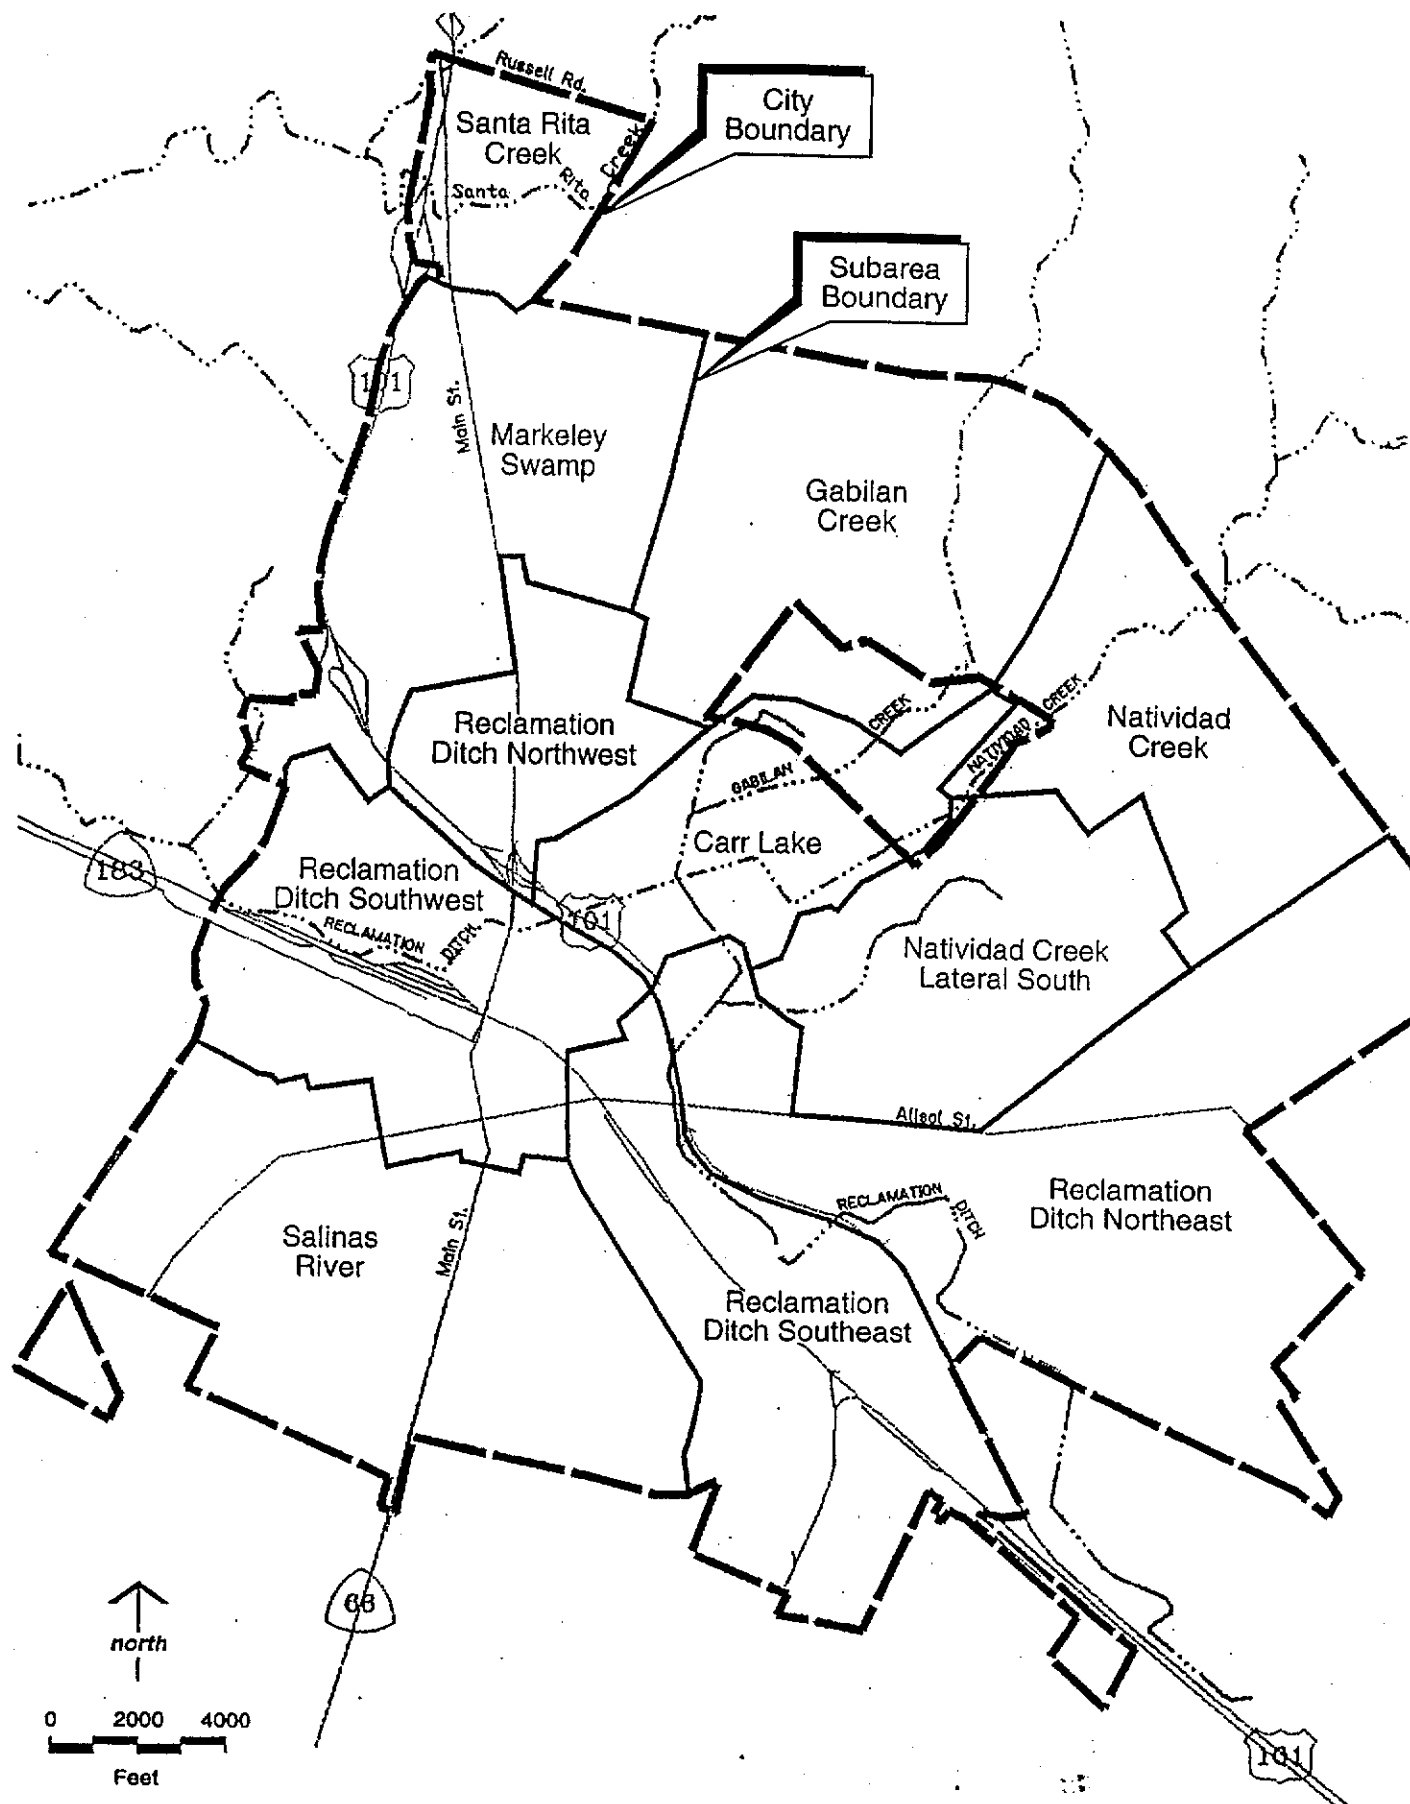 Russell Rd.
City
Boundary
Santa Rita
Creek
Santa Rita Creek
Subarea
Boundary
101
Main St.
Markeley
Swamp
Gabilan
Creek
Reclamation
Ditch Northwest
GABILAN CREEK
NATIVIDAD CREEK
Natividad
Creek
183
Carr Lake
Reclamation
Ditch Southwest
RECLAMATION DITCH
101
Natividad Creek
Lateral South
Alisol St.
Reclamation
Ditch Northeast
RECLAMATION DITCH
Salinas
River
Main St.
Reclamation
Ditch Southeast
north
0 2000 4000
Feet
101